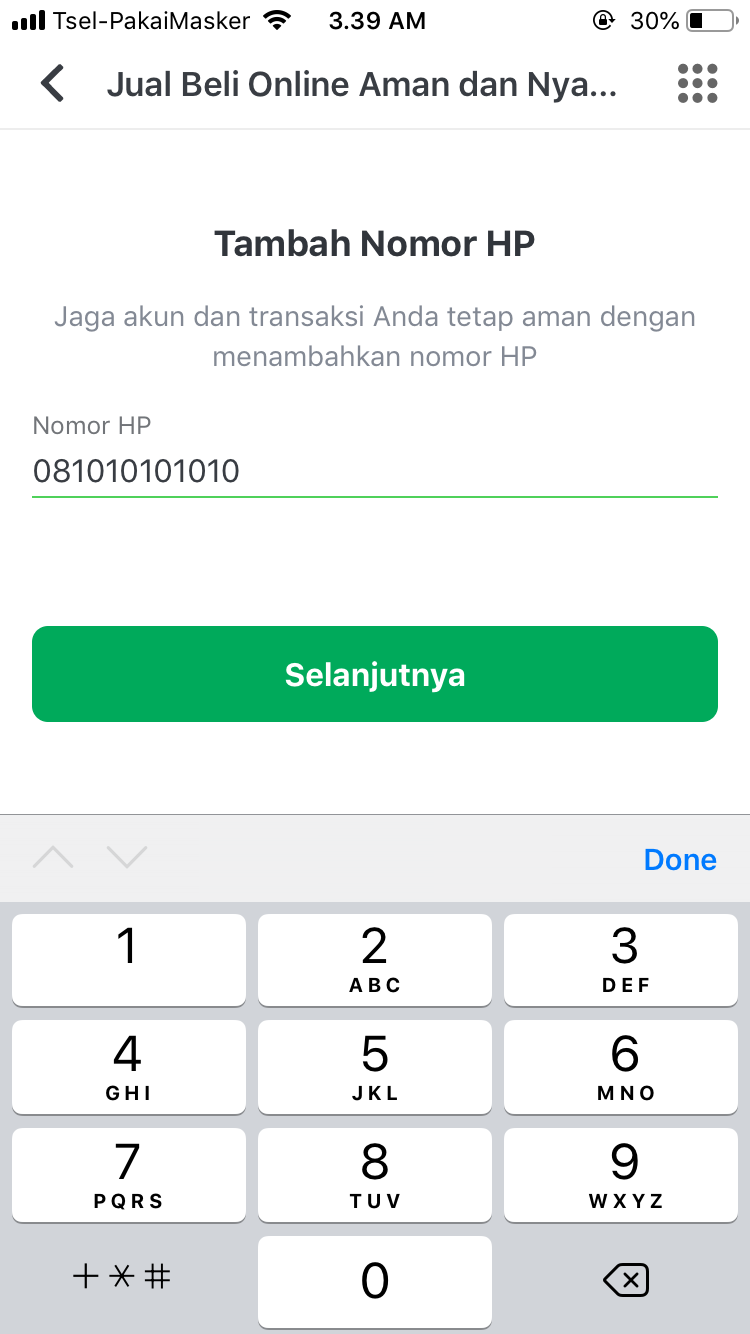 Tsel-PakaiMasker 3.39 AM 30%
Jual Beli Online Aman dan Nya...
Tambah Nomor HP
Jaga akun dan transaksi Anda tetap aman dengan
menambahkan nomor HP
Nomor HP
081010101010
Selanjutnya
Done
1 2 3
ABC DEF
4 5 6
GHI JKL MNO
7 8 9
PQRS TUV WXYZ
+*# 0